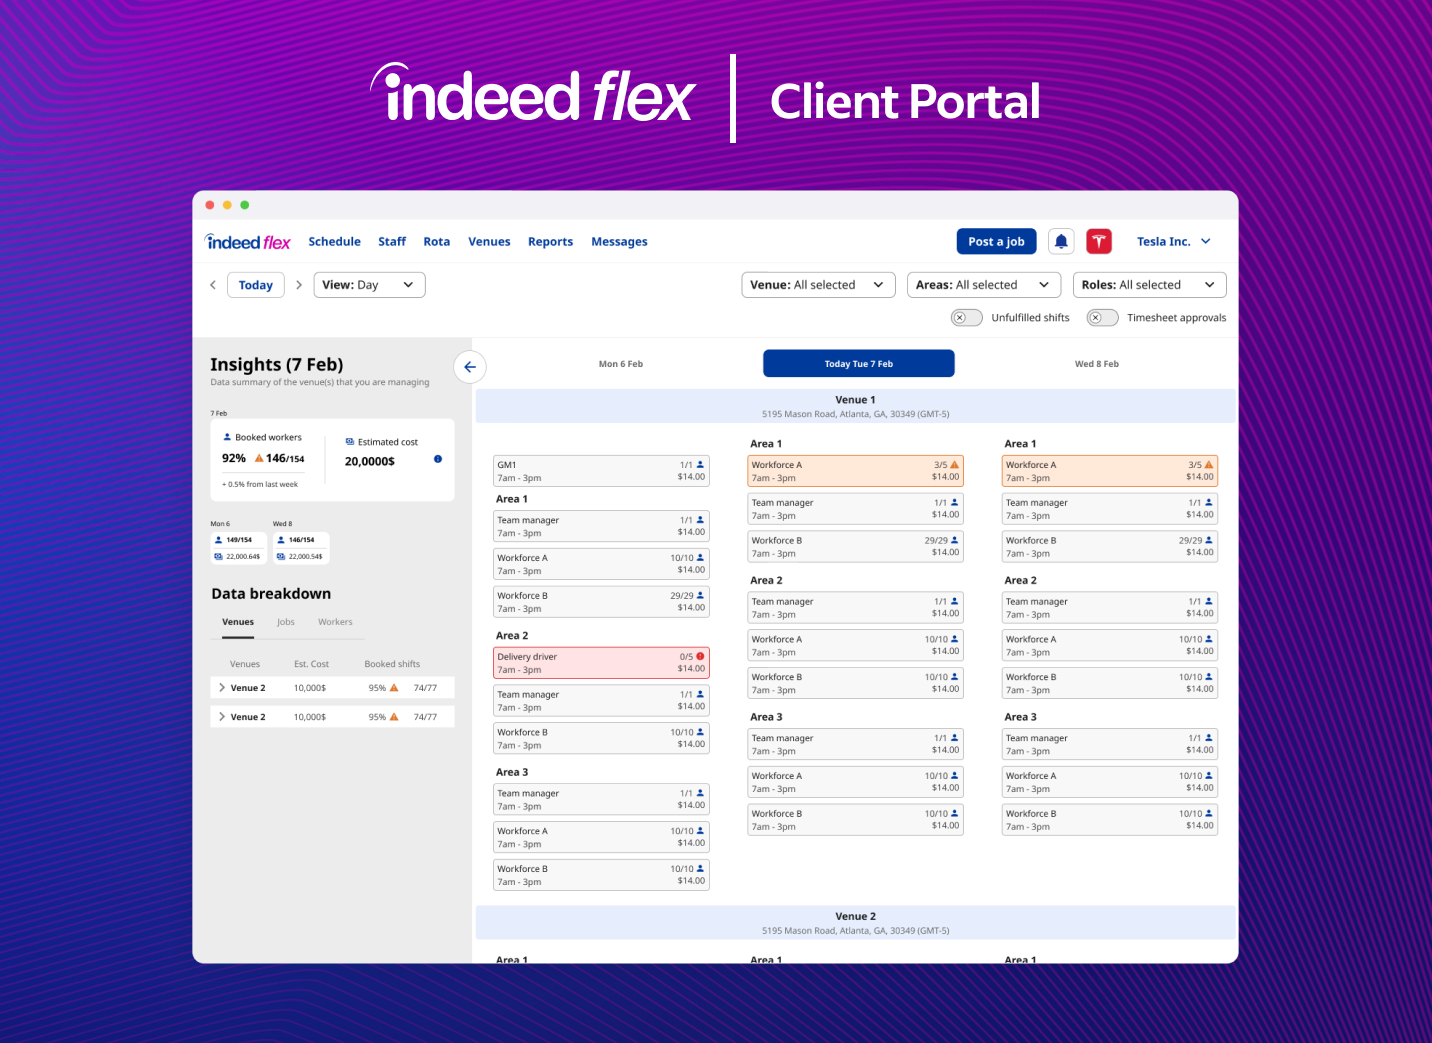 indeed flex | Client Portal
indeed flex Schedule Staff Rota Venues Reports Messages Post a job Tesla Inc.
Today View: Day Venue: All selected Areas: All selected Roles: All selected
Unfulfilled shifts Timesheet approvals
Insights (7 Feb)
Data summary of the venue(s) that you are managing
7 Feb
Booked workers
92% 146/154
+ 0.5% from last week
Estimated cost
20,0000$
Mon 6
149/154
22,000.64$
Wed 8
146/154
22,000.54$
Data breakdown
Venues Jobs Workers
Venues Est. Cost Booked shifts
Venue 2 10,000$ 95% 74/77
Venue 2 10,000$ 95% 74/77
Mon 6 Feb Today Tue 7 Feb Wed 8 Feb
Venue 1
5195 Mason Road, Atlanta, GA, 30349 (GMT-5)
GM1 1/1
7am - 3pm $14.00
Area 1
Team manager 1/1
7am - 3pm $14.00
Workforce A 10/10
7am - 3pm $14.00
Workforce B 29/29
7am - 3pm $14.00
Area 2
Delivery driver 0/5
7am - 3pm $14.00
Team manager 1/1
7am - 3pm $14.00
Workforce B 10/10
7am - 3pm $14.00
Area 3
Team manager 1/1
7am - 3pm $14.00
Workforce A 10/10
7am - 3pm $14.00
Workforce B 10/10
7am - 3pm $14.00
Area 1
Workforce A 3/5
7am - 3pm $14.00
Team manager 1/1
7am - 3pm $14.00
Workforce B 29/29
7am - 3pm $14.00
Area 2
Team manager 1/1
7am - 3pm $14.00
Workforce A 10/10
7am - 3pm $14.00
Workforce B 10/10
7am - 3pm $14.00
Area 3
Team manager 1/1
7am - 3pm $14.00
Workforce A 10/10
7am - 3pm $14.00
Workforce B 10/10
7am - 3pm $14.00
Area 1
Workforce A 3/5
7am - 3pm $14.00
Team manager 1/1
7am - 3pm $14.00
Workforce B 29/29
7am - 3pm $14.00
Area 2
Team manager 1/1
7am - 3pm $14.00
Workforce A 10/10
7am - 3pm $14.00
Workforce B 10/10
7am - 3pm $14.00
Area 3
Team manager 1/1
7am - 3pm $14.00
Workforce A 10/10
7am - 3pm $14.00
Workforce B 10/10
7am - 3pm $14.00
Venue 2
5195 Mason Road, Atlanta, GA, 30349 (GMT-5)
Area 1 Area 1 Area 1